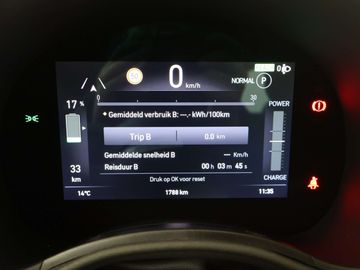 0 km/h
NORMAL P
0 30
17 %
Gemiddeld verbruik B: ---.- kWh/100km
POWER
Trip B 0.0 km
Gemiddelde snelheid B --- Km/h
Reisduur B 00 h 03 m 45 s
33
km
Druk op OK voor reset
CHARGE
14°C 1788 km 11:35